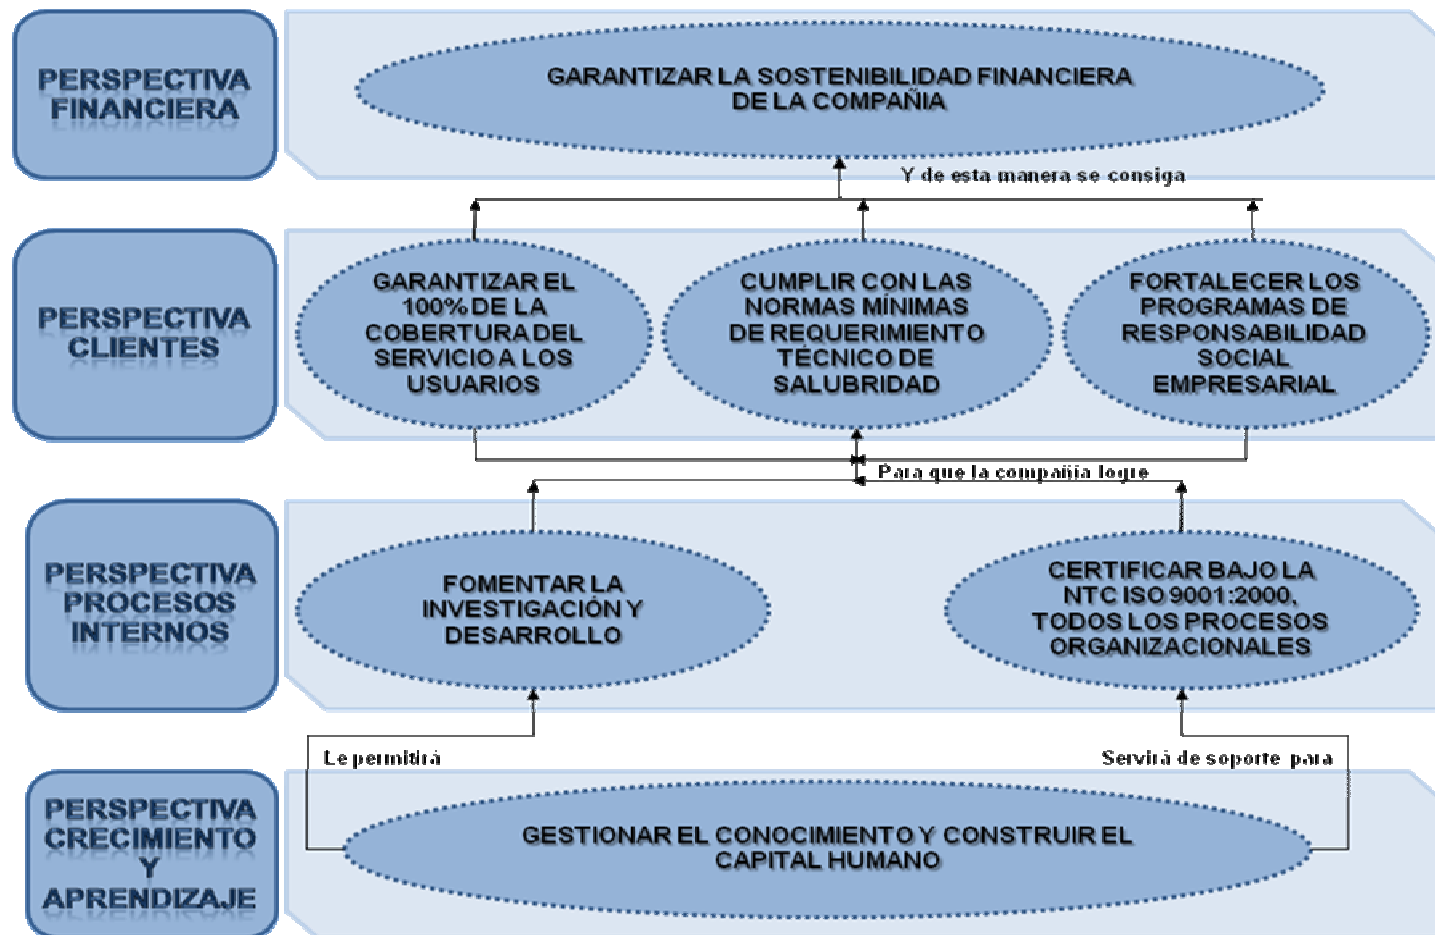 PERSPECTIVA
FINANCIERA
GARANTIZAR LA SOSTENIBILIDAD FINANCIERA
DE LA COMPAÑIA
Y de esta manera se consiga
PERSPECTIVA
CLIENTES
GARANTIZAR EL
100% DE LA
COBERTURA DEL
SERVICIO A LOS
USUARIOS
CUMPLIR CON LAS
NORMAS MÍNIMAS
DE REQUERIMIENTO
TÉCNICO DE
SALUBRIDAD
FORTALECER LOS
PROGRAMAS DE
RESPONSABILIDAD
SOCIAL
EMPRESARIAL
Para que la compañia logre
PERSPECTIVA
PROCESOS
INTERNOS
FOMENTAR LA
INVESTIGACIÓN Y
DESARROLLO
CERTIFICAR BAJO LA
NTC ISO 9001:2000,
TODOS LOS PROCESOS
ORGANIZACIONALES
Le permitirá
Servirá de soporte para
PERSPECTIVA
CRECIMIENTO
Y
APRENDIZAJE
GESTIONAR EL CONOCIMIENTO Y CONSTRUIR EL
CAPITAL HUMANO